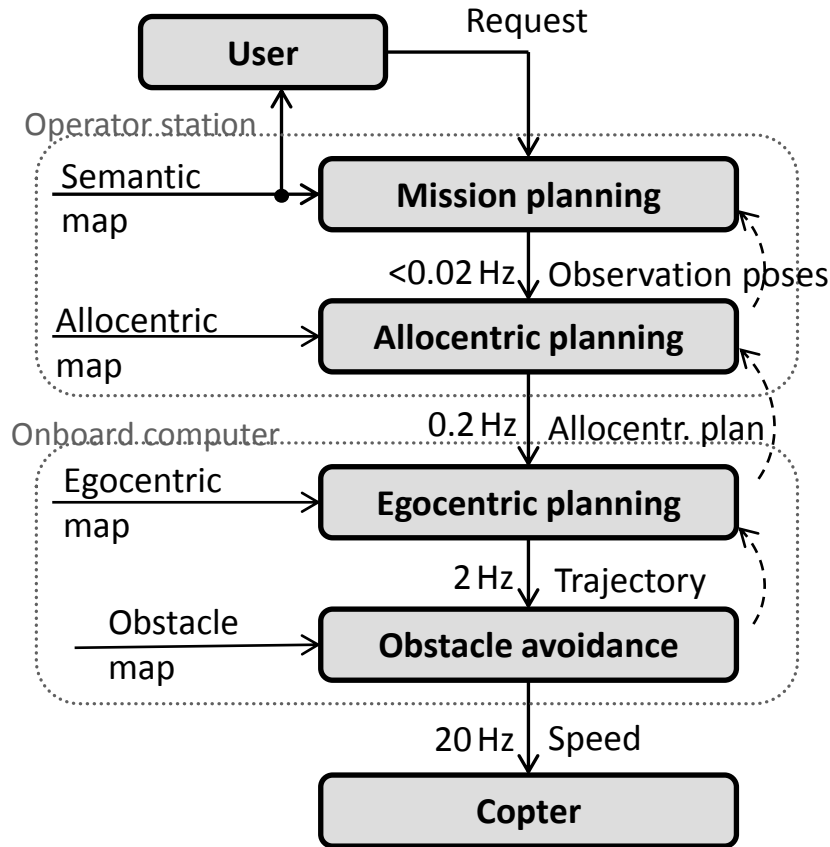 Request
User
Operator station
Semantic
map
Mission planning
<0.02 Hz Observation poses
Allocentric
map
Allocentric planning
0.2 Hz Allocentr. plan
Onboard computer
Egocentric
map
Egocentric planning
2 Hz Trajectory
Obstacle
map
Obstacle avoidance
20 Hz Speed
Copter